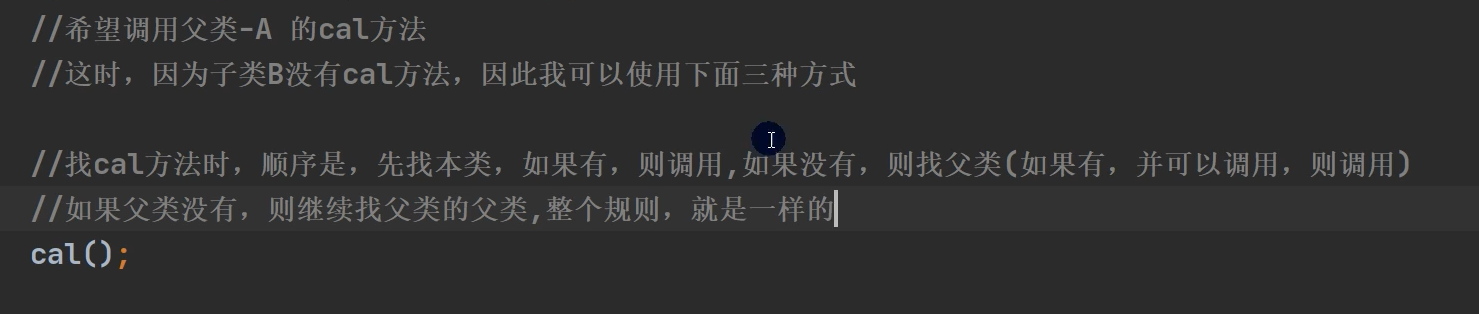 //希望调用父类-A 的cal方法
//这时，因为子类B没有cal方法，因此我可以使用下面三种方式
//找cal方法时，顺序是，先找本类，如果有，则调用,如果没有，则找父类(如果有，并可以调用，则调用)
//如果父类没有，则继续找父类的父类,整个规则，就是一样的
cal();